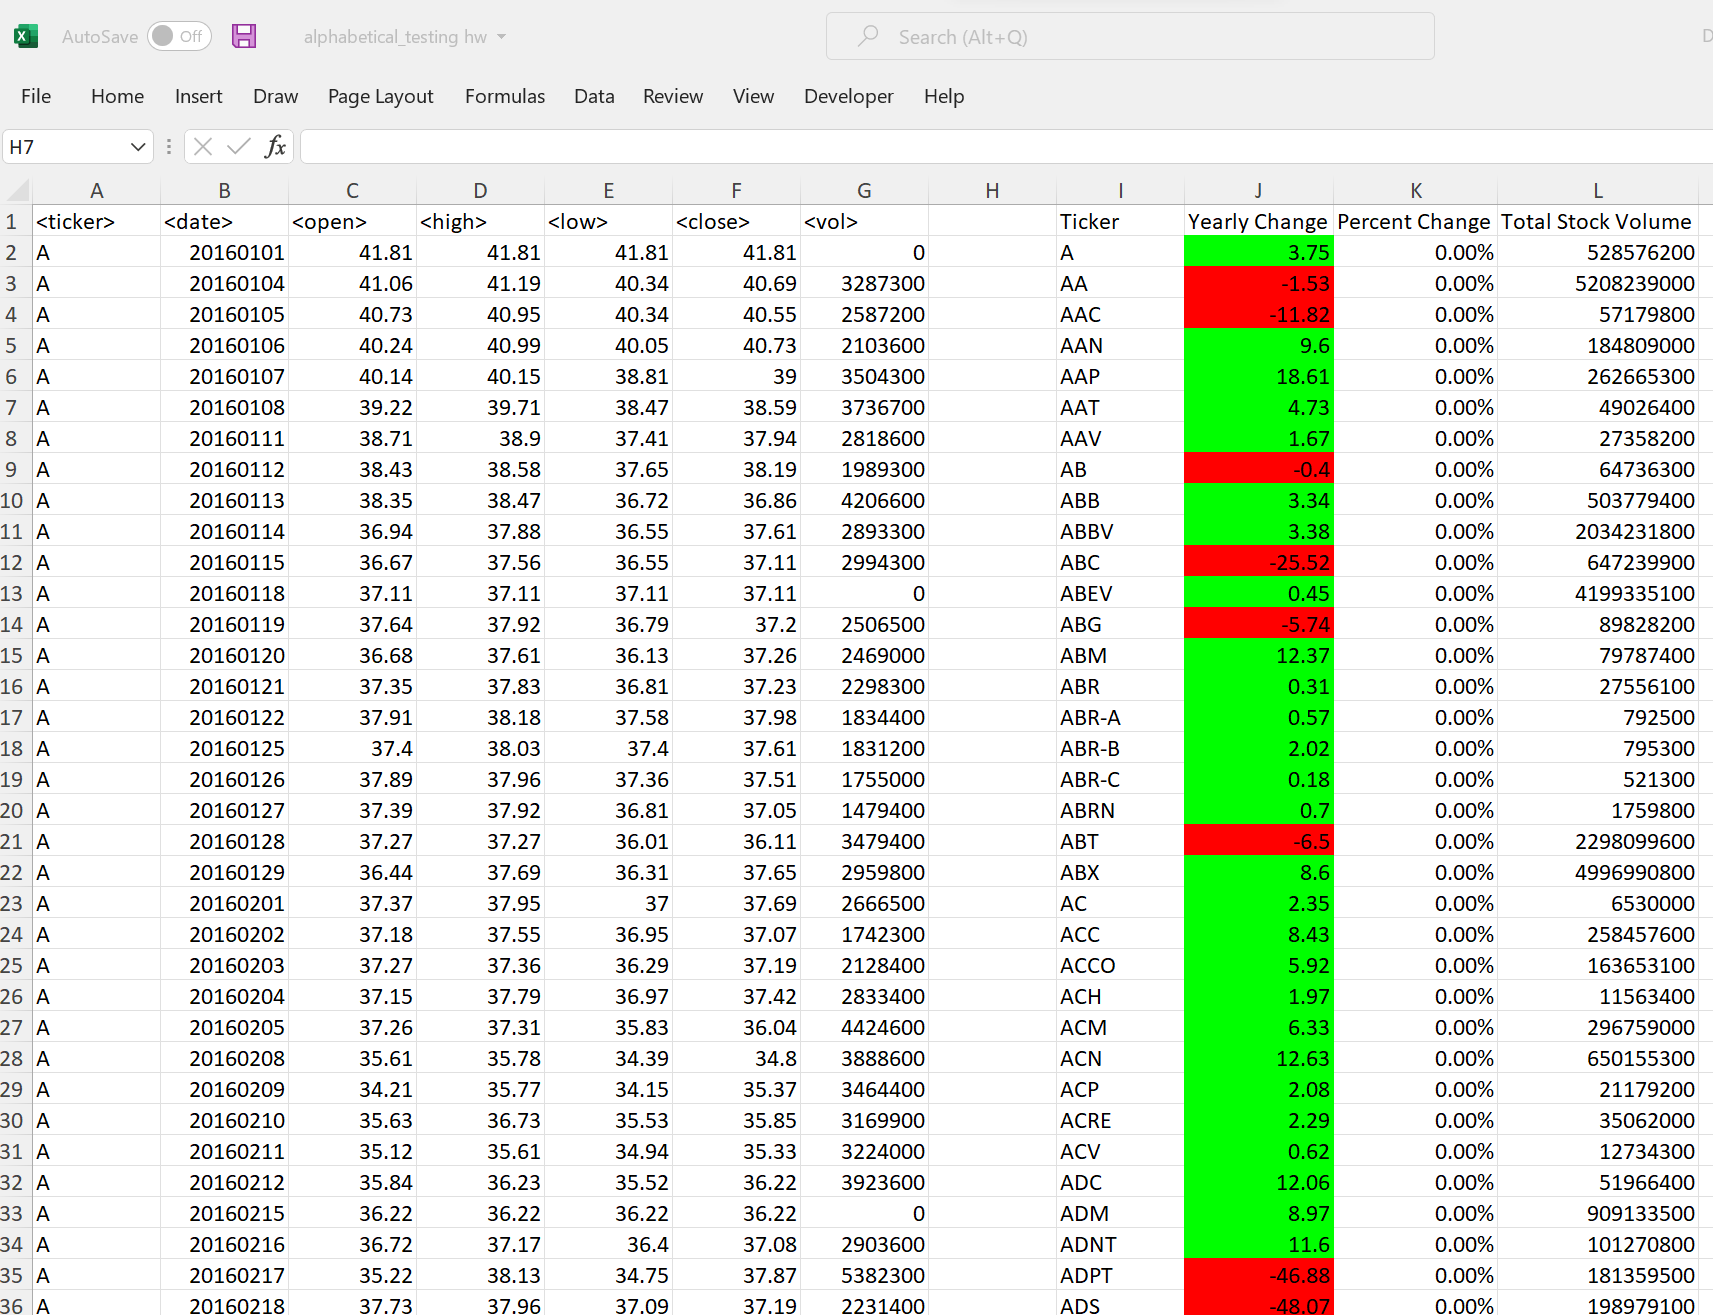 AutoSave Off alphabetical_testing hw Search (Alt+Q)
File Home Insert Draw Page Layout Formulas Data Review View Developer Help
H7 fx
A B C D E F G H I J K L
1 <ticker> <date> <open> <high> <low> <close> <vol> Ticker Yearly Change Percent Change Total Stock Volume
2 A 20160101 41.81 41.81 41.81 41.81 0 A 3.75 0.00% 528576200
3 A 20160104 41.06 41.19 40.34 40.69 3287300 AA -1.53 0.00% 5208239000
4 A 20160105 40.73 40.95 40.34 40.55 2587200 AAC -11.82 0.00% 57179800
5 A 20160106 40.24 40.99 40.05 40.73 2103600 AAN 9.6 0.00% 184809000
6 A 20160107 40.14 40.15 38.81 39 3504300 AAP 18.61 0.00% 262665300
7 A 20160108 39.22 39.71 38.47 38.59 3736700 AAT 4.73 0.00% 49026400
8 A 20160111 38.71 38.9 37.41 37.94 2818600 AAV 1.67 0.00% 27358200
9 A 20160112 38.43 38.58 37.65 38.19 1989300 AB -0.4 0.00% 64736300
10 A 20160113 38.35 38.47 36.72 36.86 4206600 ABB 3.34 0.00% 503779400
11 A 20160114 36.94 37.88 36.55 37.61 2893300 ABBV 3.38 0.00% 2034231800
12 A 20160115 36.67 37.56 36.55 37.11 2994300 ABC -25.52 0.00% 647239900
13 A 20160118 37.11 37.11 37.11 37.11 0 ABEV 0.45 0.00% 4199335100
14 A 20160119 37.64 37.92 36.79 37.2 2506500 ABG -5.74 0.00% 89828200
15 A 20160120 36.68 37.61 36.13 37.26 2469000 ABM 12.37 0.00% 79787400
16 A 20160121 37.35 37.83 36.81 37.23 2298300 ABR 0.31 0.00% 27556100
17 A 20160122 37.91 38.18 37.58 37.98 1834400 ABR-A 0.57 0.00% 792500
18 A 20160125 37.4 38.03 37.4 37.61 1831200 ABR-B 2.02 0.00% 795300
19 A 20160126 37.89 37.96 37.36 37.51 1755000 ABR-C 0.18 0.00% 521300
20 A 20160127 37.39 37.92 36.81 37.05 1479400 ABRN 0.7 0.00% 1759800
21 A 20160128 37.27 37.27 36.01 36.11 3479400 ABT -6.5 0.00% 2298099600
22 A 20160129 36.44 37.69 36.31 37.65 2959800 ABX 8.6 0.00% 4996990800
23 A 20160201 37.37 37.95 37 37.69 2666500 AC 2.35 0.00% 6530000
24 A 20160202 37.18 37.55 36.95 37.07 1742300 ACC 8.43 0.00% 258457600
25 A 20160203 37.27 37.36 36.29 37.19 2128400 ACCO 5.92 0.00% 163653100
26 A 20160204 37.15 37.79 36.97 37.42 2833400 ACH 1.97 0.00% 11563400
27 A 20160205 37.26 37.31 35.83 36.04 4424600 ACM 6.33 0.00% 296759000
28 A 20160208 35.61 35.78 34.39 34.8 3888600 ACN 12.63 0.00% 650155300
29 A 20160209 34.21 35.77 34.15 35.37 3464400 ACP 2.08 0.00% 21179200
30 A 20160210 35.63 36.73 35.53 35.85 3169900 ACRE 2.29 0.00% 35062000
31 A 20160211 35.12 35.61 34.94 35.33 3224000 ACV 0.62 0.00% 12734300
32 A 20160212 35.84 36.23 35.52 36.22 3923600 ADC 12.06 0.00% 51966400
33 A 20160215 36.22 36.22 36.22 36.22 0 ADM 8.97 0.00% 909133500
34 A 20160216 36.72 37.17 36.4 37.08 2903600 ADNT 11.6 0.00% 101270800
35 A 20160217 35.22 38.13 34.75 37.87 5382300 ADPT -46.88 0.00% 181359500
36 A 20160218 37.73 37.96 37.09 37.19 2231400 ADS -48.07 0.00% 198979100